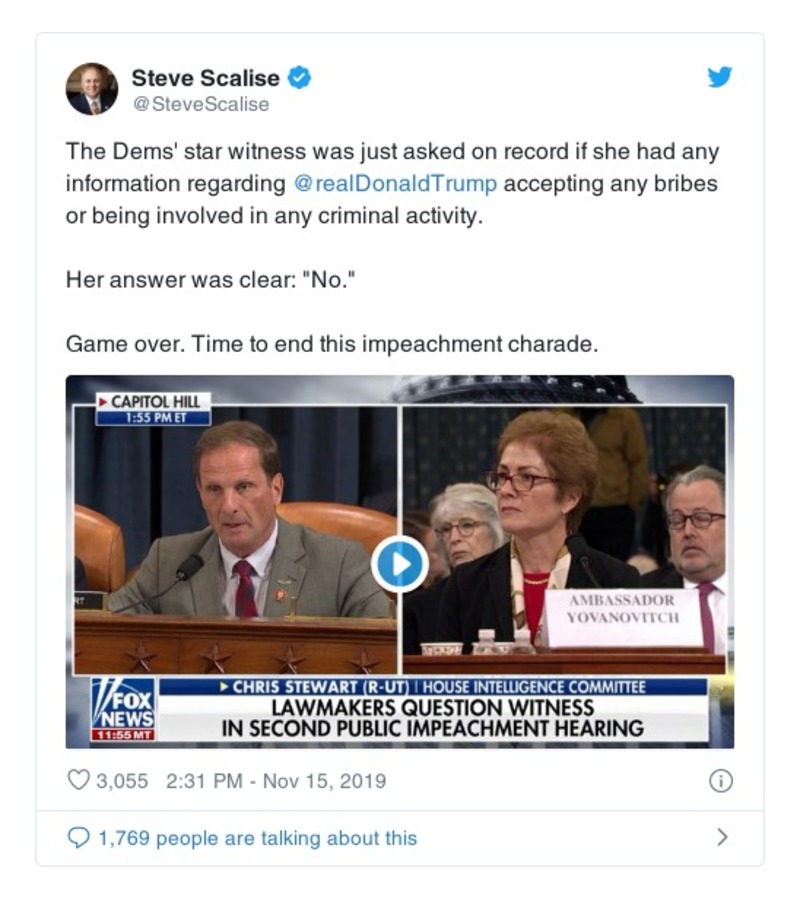 Steve Scalise
@SteveScalise
The Dems' star witness was just asked on record if she had any
information regarding @realDonaldTrump accepting any bribes
or being involved in any criminal activity.
Her answer was clear: "No."
Game over. Time to end this impeachment charade.
CAPITOL HILL
1:55 PM ET
RT
AMBASSADOR
YOVANOVITCH
CHRIS STEWART (R-UT) | HOUSE INTELLIGENCE COMMITTEE
FOX
NEWS
11:55 MT
LAWMAKERS QUESTION WITNESS
IN SECOND PUBLIC IMPEACHMENT HEARING
3,055 2:31 PM - Nov 15, 2019
1,769 people are talking about this